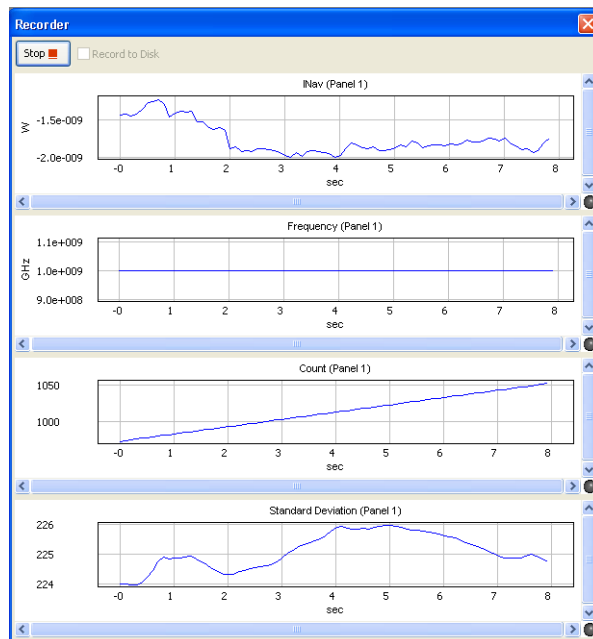 Recorder
Stop
Record to Disk
INav (Panel 1)
W
-1.5e-009
-2.0e-009
-0 1 2 3 4 5 6 7 8
sec
Frequency (Panel 1)
GHz
1.1e+009
1.0e+009
9.0e+008
-0 1 2 3 4 5 6 7 8
sec
Count (Panel 1)
1050
1000
-0 1 2 3 4 5 6 7 8
sec
Standard Deviation (Panel 1)
226
225
224
-0 1 2 3 4 5 6 7 8
sec